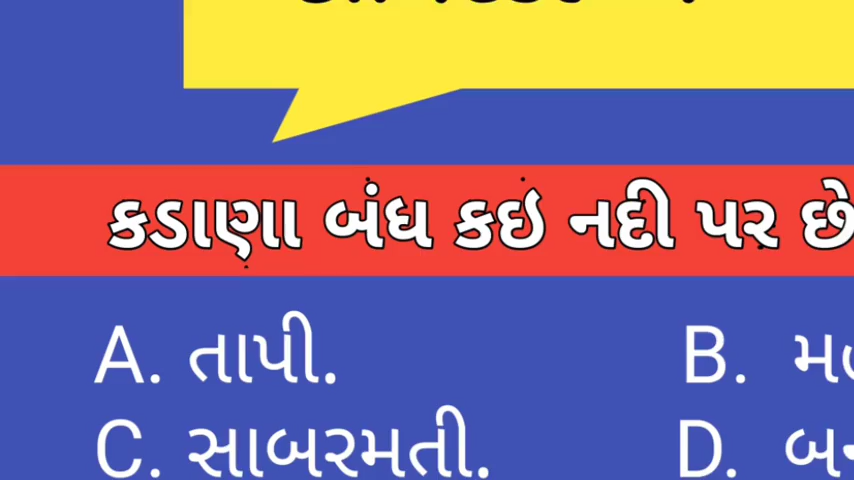 કડાણા બંધ કઇ નદી પર છે
A. તાપી.
B.
C. સાબરમતી.
D.